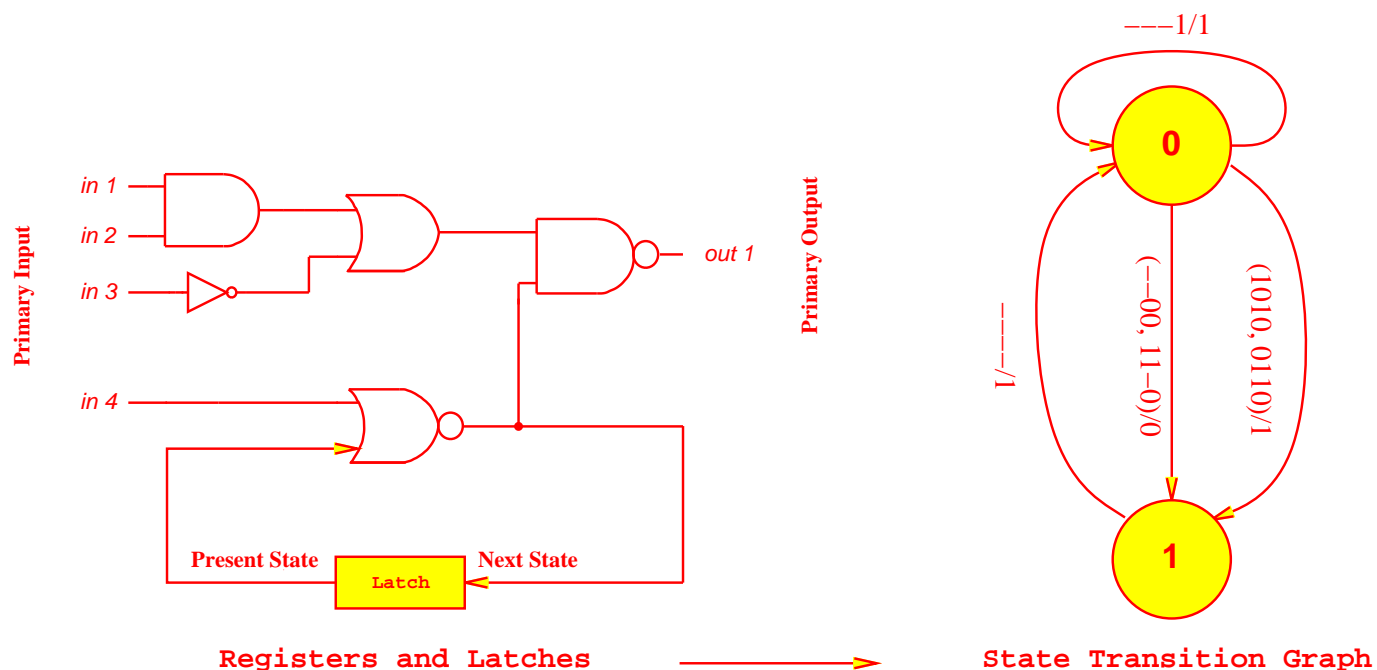 −−−1/1
0
in 1
in 2
in 3
in 4
Primary Input
out 1
Primary Output
−−−−/1
(−−00, 11−0)/0
(1010, 0110)/1
Present State
Latch
Next State
1
Registers and Latches
State Transition Graph